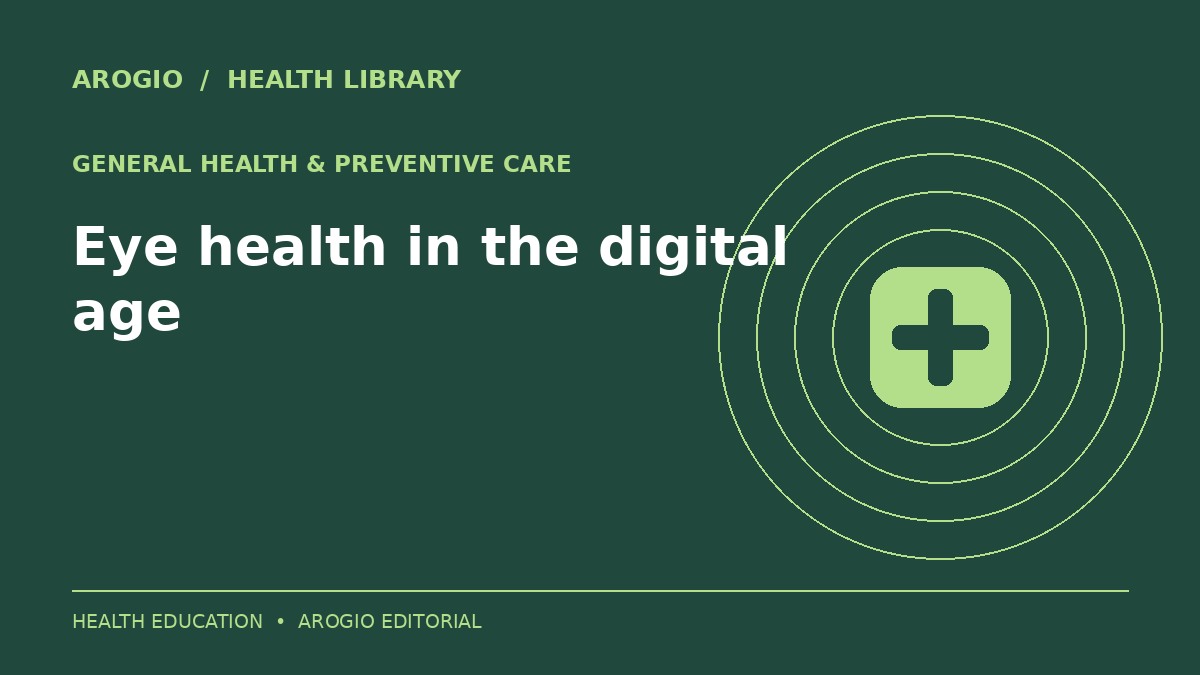 AROGIO / HEALTH LIBRARY
GENERAL HEALTH & PREVENTIVE CARE
Eye health in the digital
age
HEALTH EDUCATION • AROGIO EDITORIAL